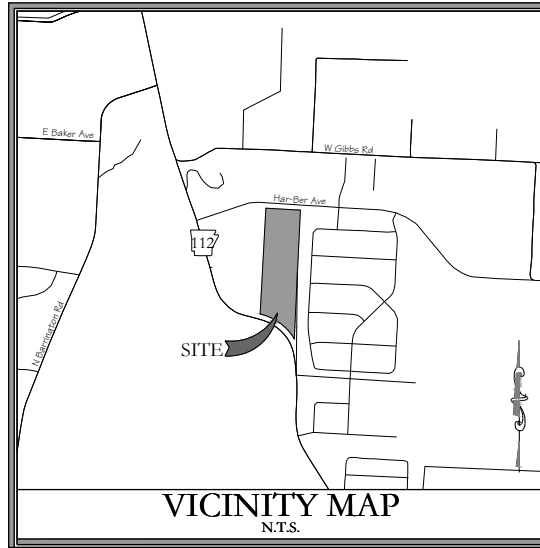 E Baker Ave
W Gibbs Rd
Har-Ber Ave
112
N Barrington Rd
SITE
VICINITY MAP
N.T.S.